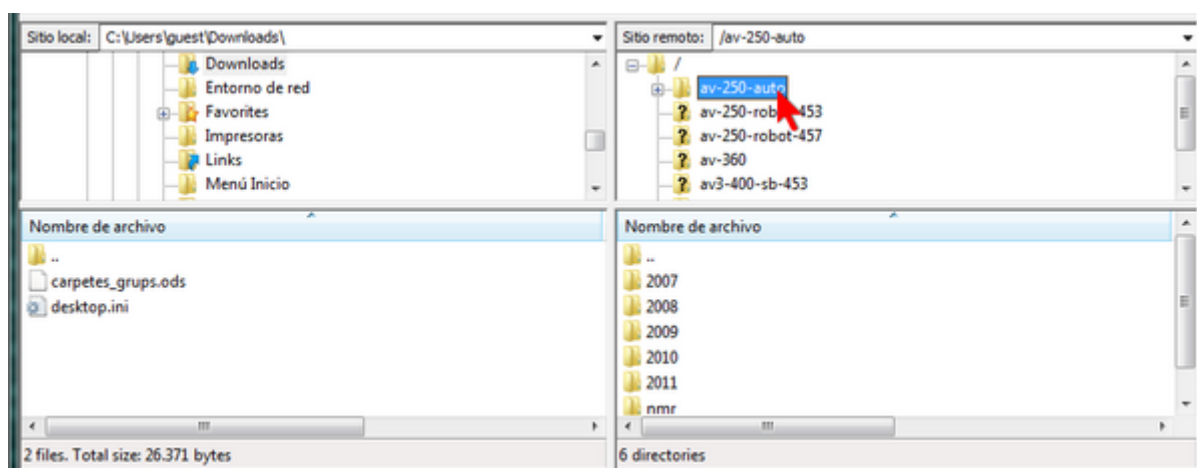 Sitio local: C:\Users\guest\Downloads\
Downloads
Entorno de red
Favorites
Impresoras
Links
Menú Inicio
Nombre de archivo
..
carpetes_grups.ods
desktop.ini
2 files. Total size: 26.371 bytes
Sitio remoto: /av-250-auto
/
av-250-auto
av-250-robot-453
av-250-robot-457
av-360
av3-400-sb-453
Nombre de archivo
..
2007
2008
2009
2010
2011
nmr
6 directories